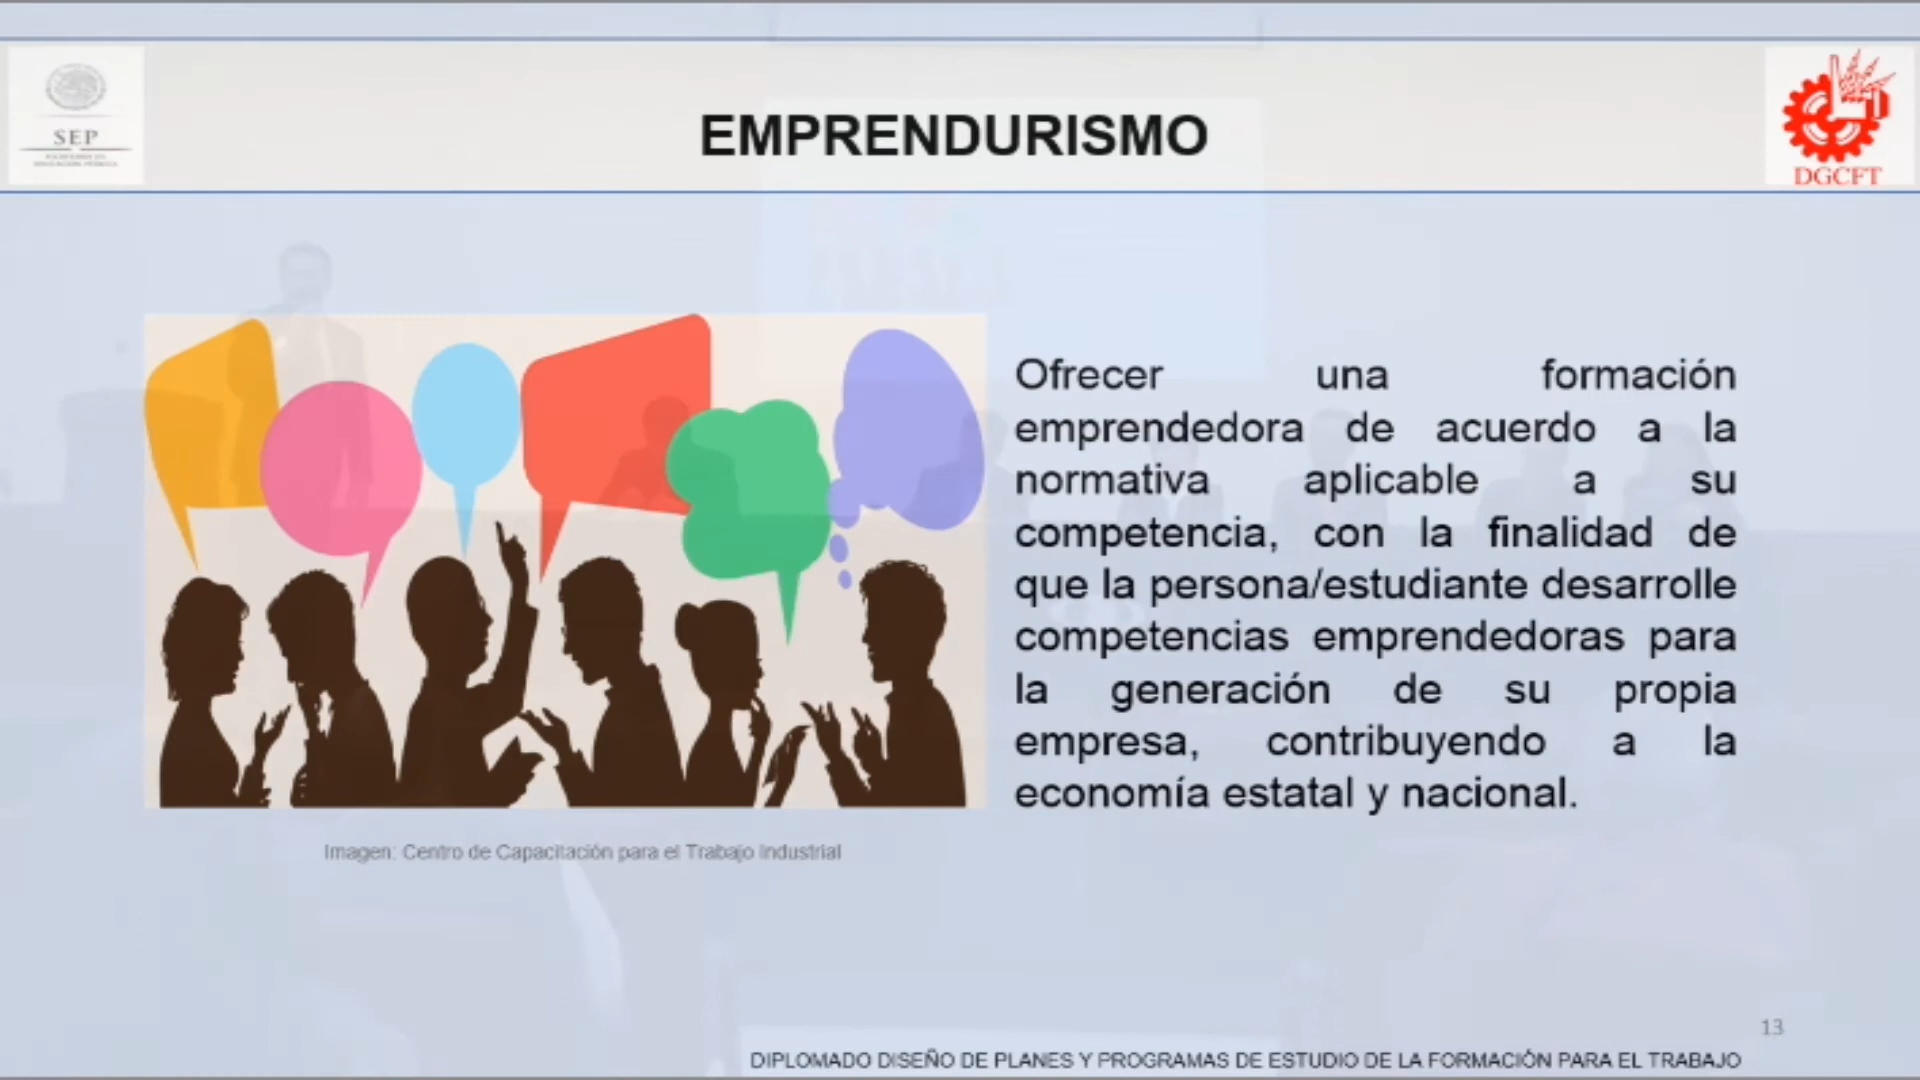 SEP
EMPRENDURISMO
DGCFT
Ofrecer una formación
emprendedora de acuerdo a la
normativa aplicable a su
competencia, con la finalidad de
que la persona/estudiante desarrolle
competencias emprendedoras para
la generación de su propia
empresa, contribuyendo a la
economía estatal y nacional.
Imagen: Centro de Capacitación para el Trabajo Industrial
13
DIPLOMADO DISEÑO DE PLANES Y PROGRAMAS DE ESTUDIO DE LA FORMACIÓN PARA EL TRABAJO